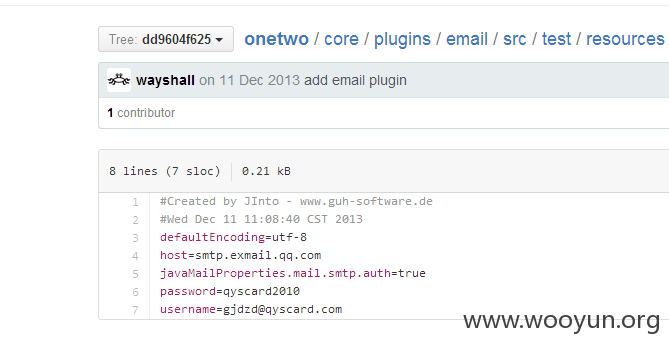 Tree: dd9604f625 onetwo / core / plugins / email / src / test / resources
wayshall on 11 Dec 2013 add email plugin
1 contributor
8 lines (7 sloc) 0.21 kB
1 #Created by JInto - www.guh-software.de
2 #Wed Dec 11 11:08:40 CST 2013
3 defaultEncoding=utf-8
4 host=smtp.exmail.qq.com
5 javaMailProperties.mail.smtp.auth=true
6 password=qyscard2010
7 username=gjdzd@qyscard.com
www.wooyun.org